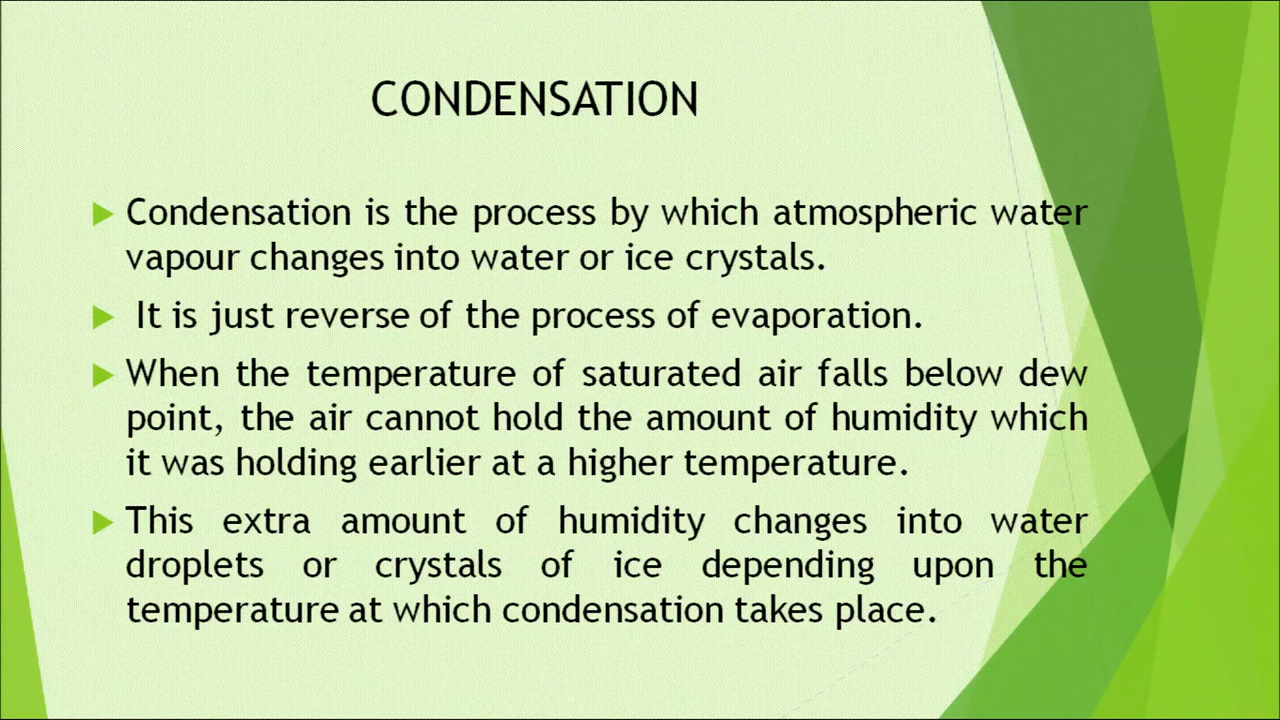 CONDENSATION
Condensation is the process by which atmospheric water
vapour changes into water or ice crystals.
It is just reverse of the process of evaporation.
When the temperature of saturated air falls below dew
point, the air cannot hold the amount of humidity which
it was holding earlier at a higher temperature.
This extra amount of humidity changes into water
droplets or crystals of ice depending upon the
temperature at which condensation takes place.